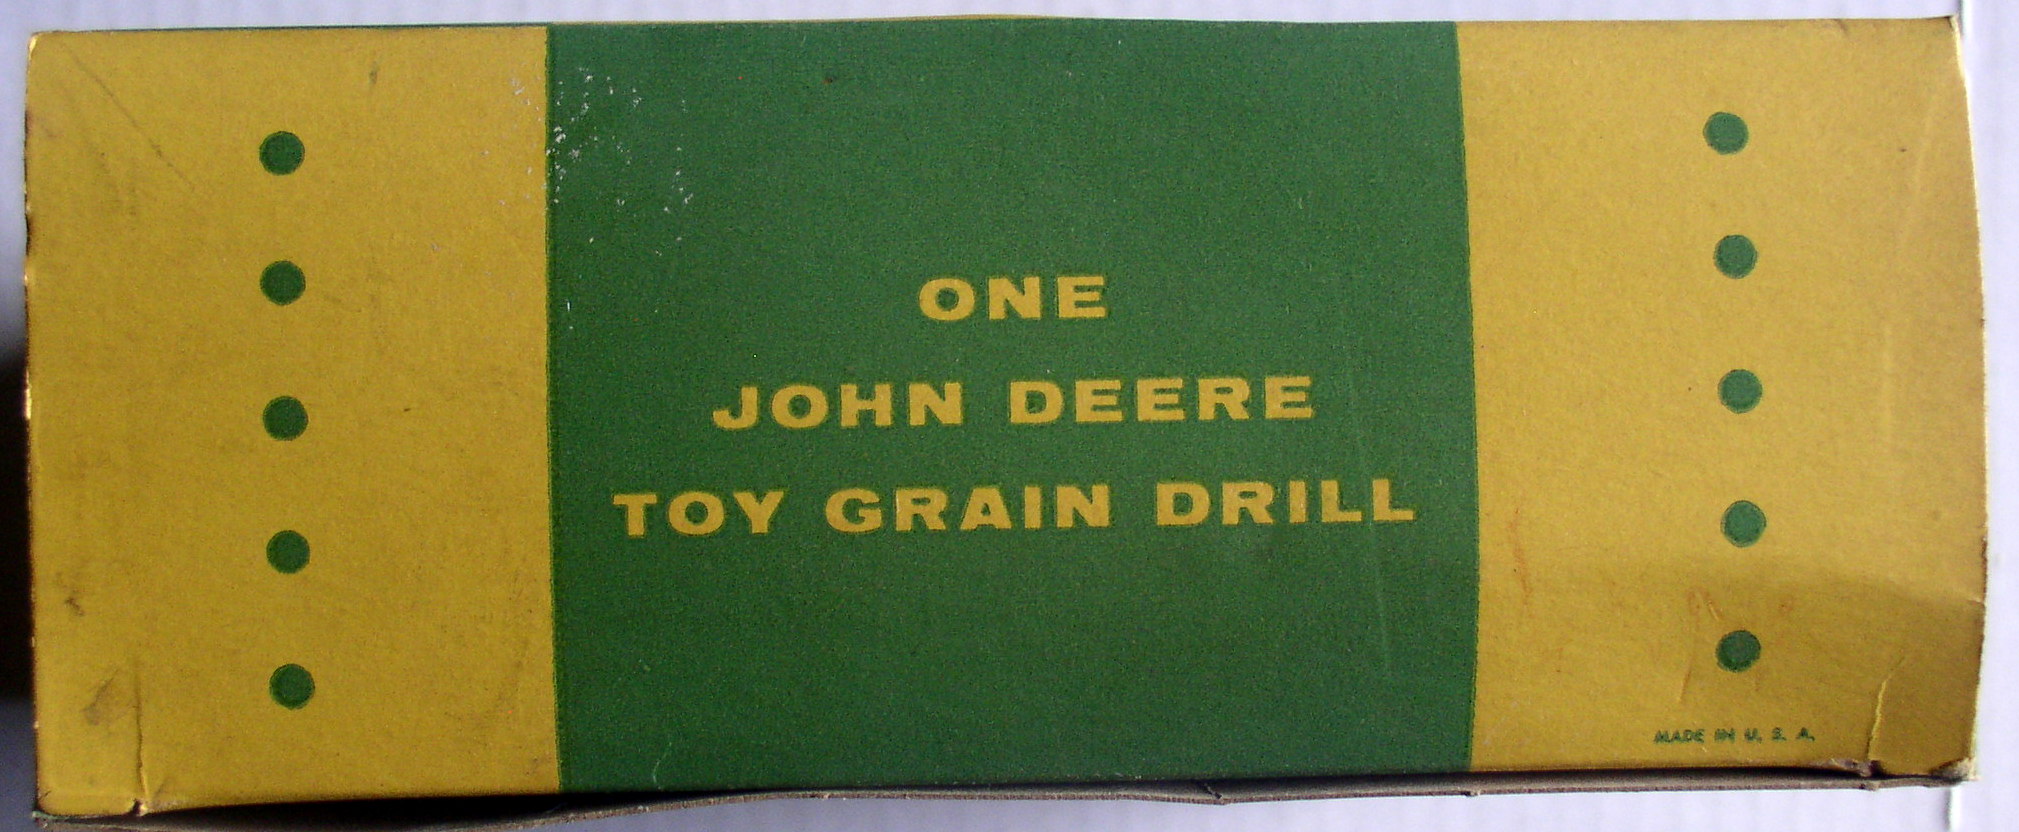 ONE
JOHN DEERE
TOY GRAIN DRILL
MADE IN U. S. A.